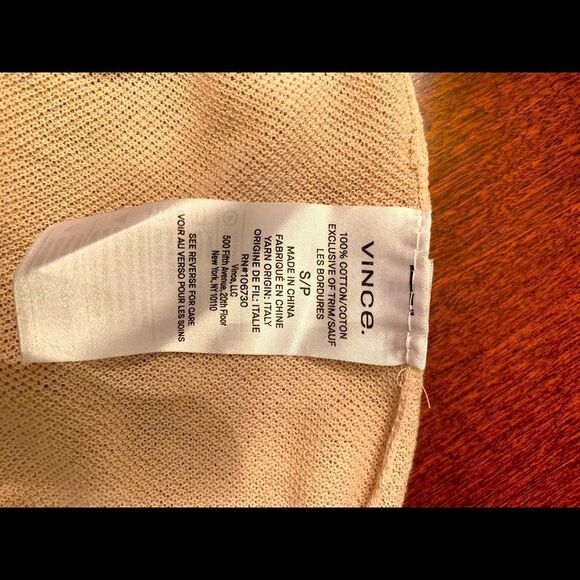 VINCE.
100% COTTON/COTON
EXCLUSIVE OF TRIM/SAUF
LES BORDURES
S/P
MADE IN CHINA
FABRIQUÉ EN CHINE
YARN ORIGIN: ITALY
ORIGINE DE FIL: ITALIE
RN#106730
Vince, LLC
500 Fifth Avenue, 20th Floor
New York, NY 10110
SEE REVERSE FOR CARE
VOIR AU VERSO POUR LES SOINS